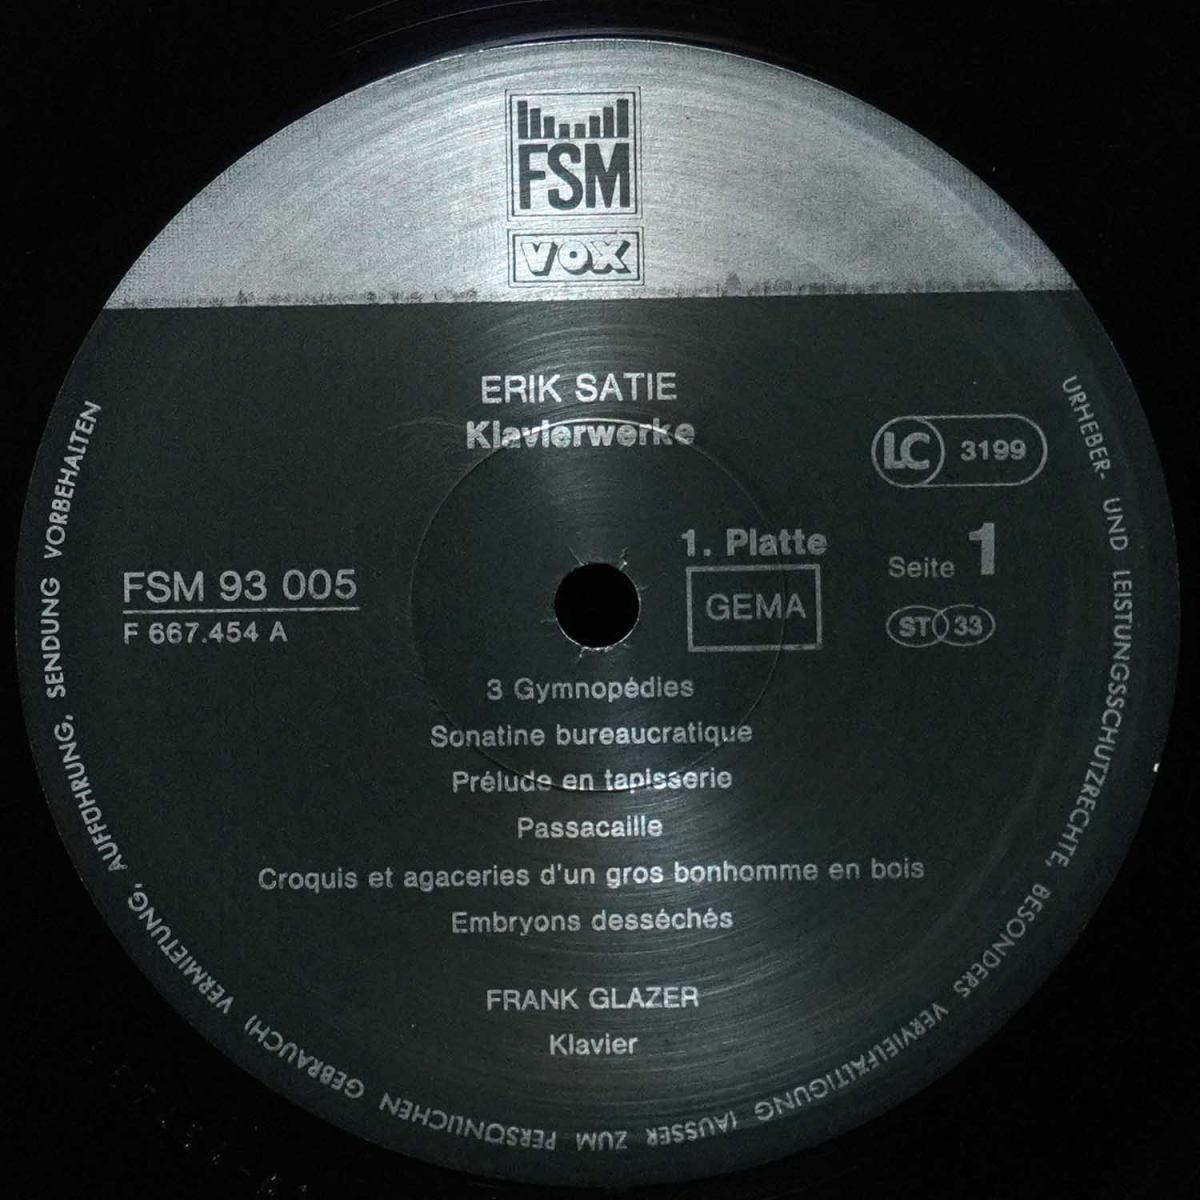 FSM
VOX
ERIK SATIE
Klavierwerke
LC 3199
1. Platte
Seite 1
FSM 93 005
F 667.454 A
GEMA
ST 33
3 Gymnopédies
Sonatine bureaucratique
Prélude en tapisserie
Passacaille
Croquis et agaceries d'un gros bonhomme en bois
Embryons desséchés
FRANK GLAZER
Klavier
URHEBER- UND LEISTUNGSSCHUTZRECHTE, BESONDERS VERVIELFÄLTIGUNG (AUSSER ZUM PERSÖNLICHEN GEBRAUCH) VERMIETUNG, AUFFÜHRUNG, SENDUNG VORBEHALTEN